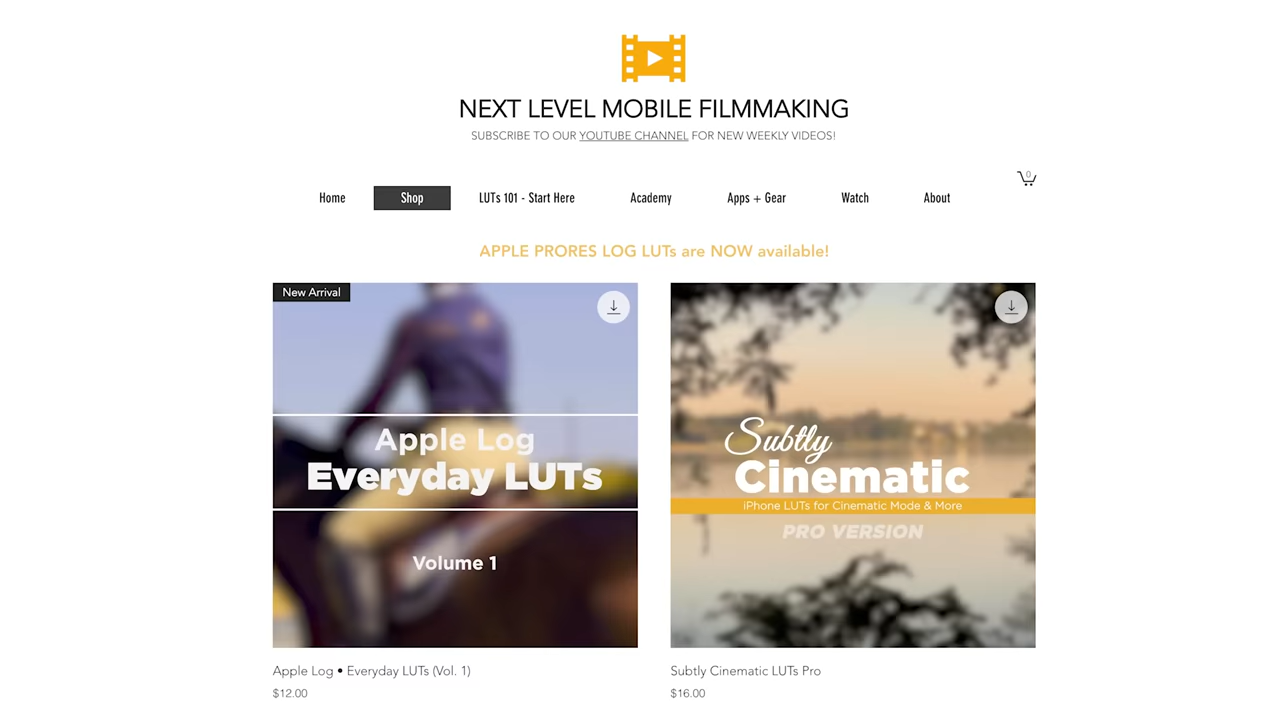 NEXT LEVEL MOBILE FILMMAKING
SUBSCRIBE TO OUR YOUTUBE CHANNEL FOR NEW WEEKLY VIDEOS!
0
Home Shop LUTs 101 - Start Here Academy Apps + Gear Watch About
APPLE PRORES LOG LUTs are NOW available!
New Arrival
Apple Log
Everyday LUTs
Volume 1
Subtly
Cinematic
iPhone LUTs for Cinematic Mode & More
PRO VERSION
Apple Log • Everyday LUTs (Vol. 1)
$12.00
Subtly Cinematic LUTs Pro
$16.00